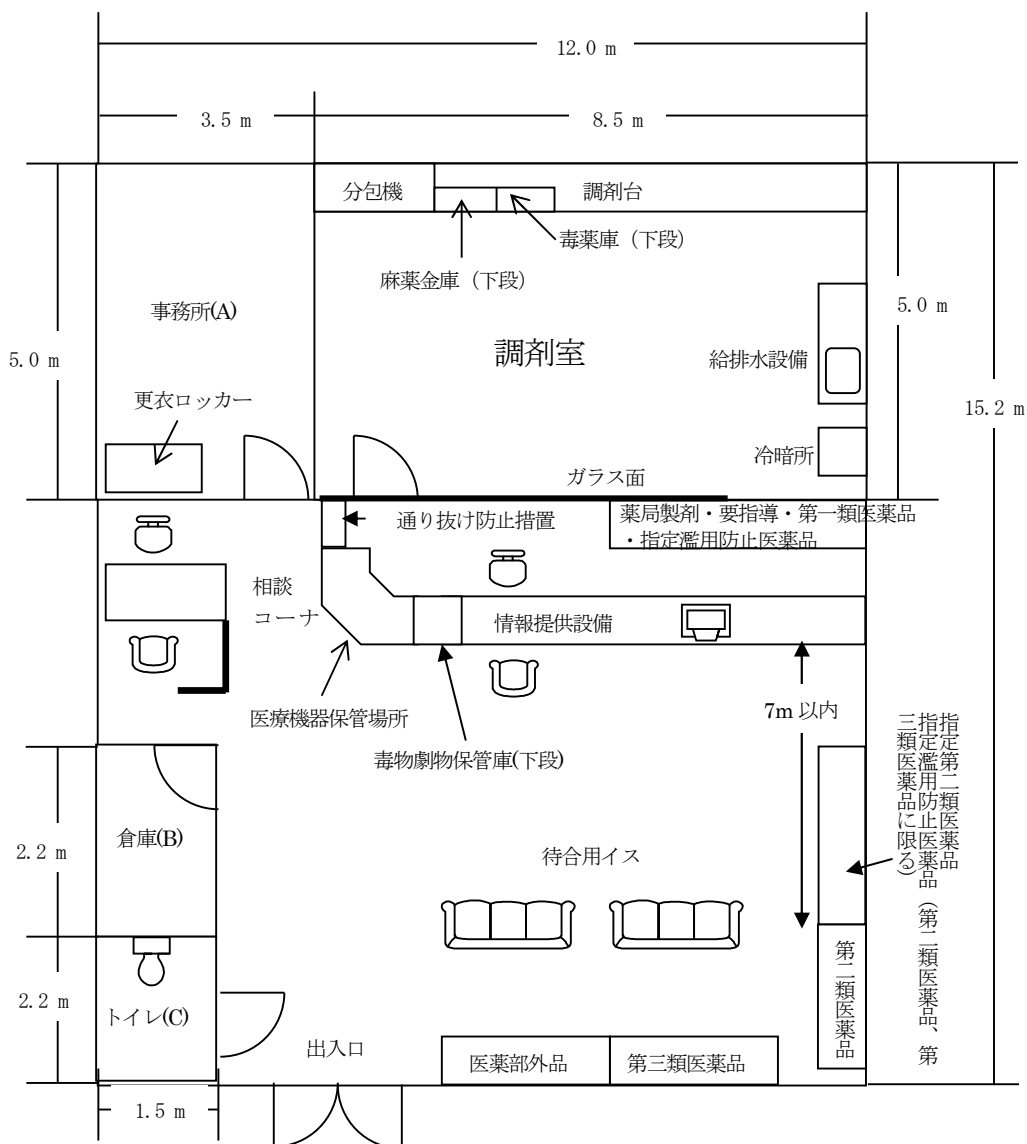 12.0 m
3.5 m
8.5 m
分包機
調剤台
毒薬庫（下段）
麻薬金庫（下段）
事務所(A)
5.0 m
調剤室
5.0 m
給排水設備
15.2 m
更衣ロッカー
冷暗所
ガラス面
通り抜け防止措置
薬局製剤・要指導・第一類医薬品
・指定濫用防止医薬品
相談
コーナ
情報提供設備
7m 以内
医療機器保管場所
毒物劇物保管庫(下段)
指定第二類医薬品
指定濫用防止医薬品（第二類医薬品、第
三類医薬品に限る）
倉庫(B)
2.2 m
待合用イス
第二類医薬品
2.2 m
トイレ(C)
出入口
医薬部外品
第三類医薬品
1.5 m